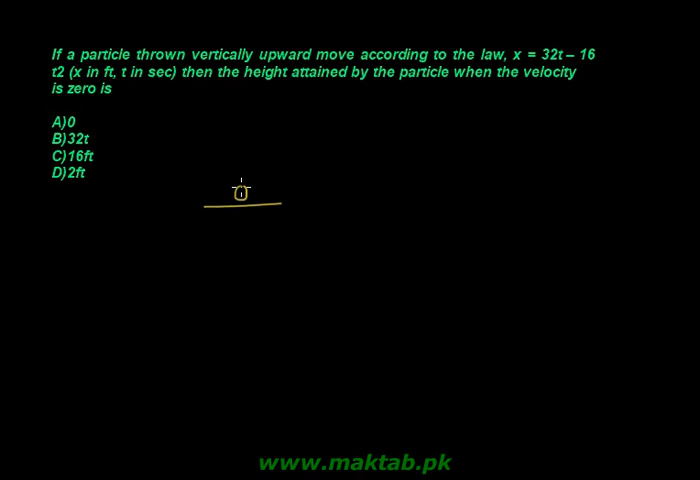 If a particle thrown vertically upward move according to the law, x = 32t – 16
t2 (x in ft, t in sec) then the height attained by the particle when the velocity
is zero is
A)0
B)32t
C)16ft
D)2ft
www.maktab.pk